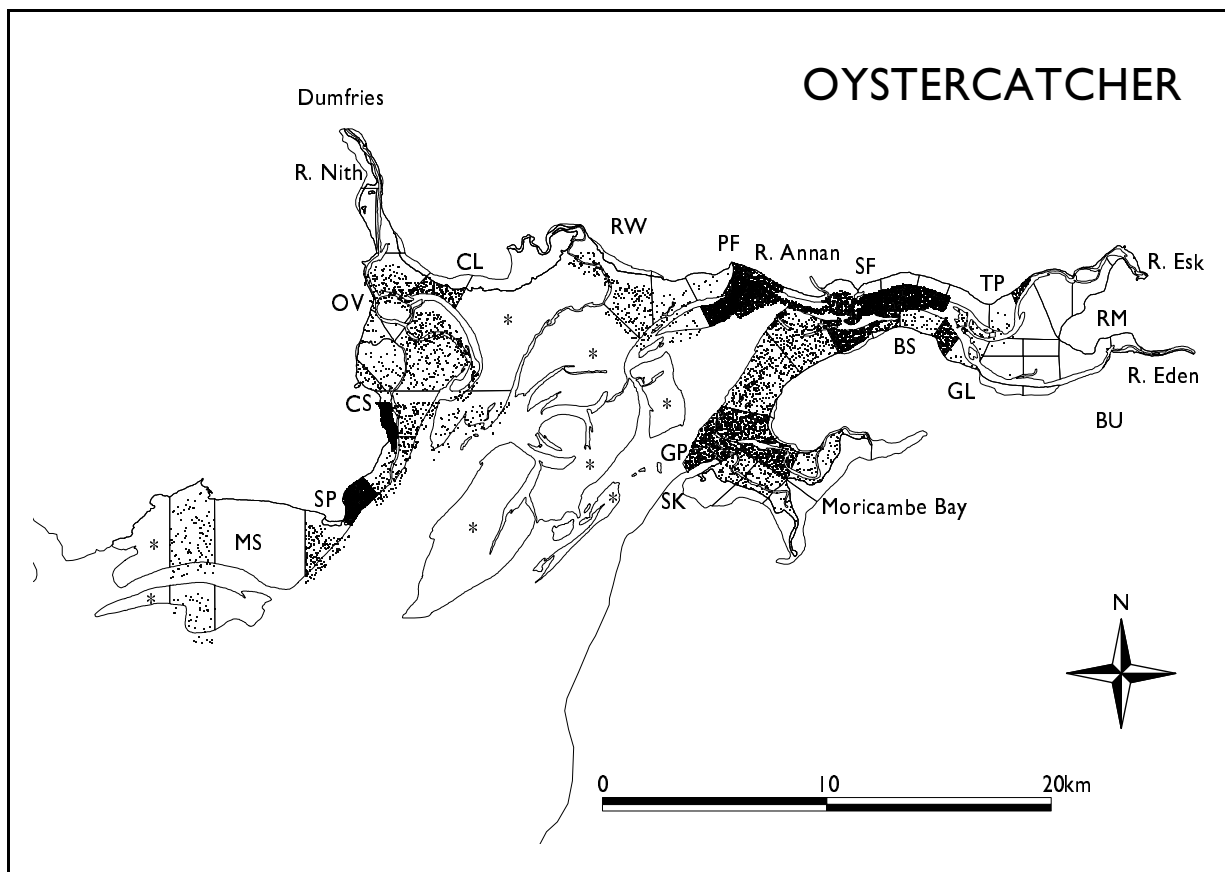 OYSTERCATCHER
Dumfries
R. Nith
RW
PF
R. Annan
CL
SF
TP
R. Esk
OV
*
RM
BS
*
R. Eden
GL
CS
*
BU
GP
*
SP
SK
*
Moricambe Bay
*
MS
*
*
N
0 10 20km